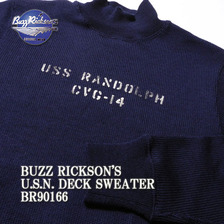 Buzz Rickson's
USS RANDOLPH
CVG-14
BUZZ RICKSON'S
U.S.N. DECK SWEATER
BR90166